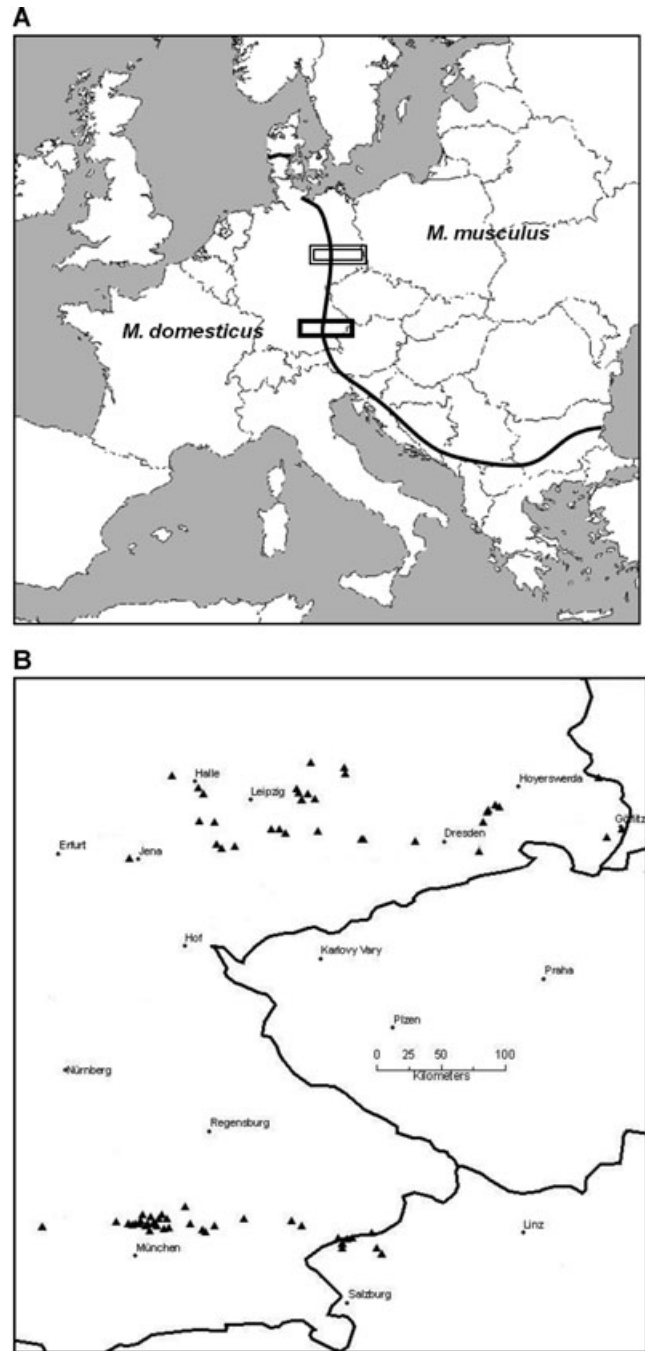 A
M. musculus
M. domesticus
B
Halle
Leipzig
Hoyerswerda
Görlitz
Dresden
Erfurt
Jena
Hof
Karlovy Vary
Praha
Plzen
0 25 50 100
Kilometers
Nürnberg
Regensburg
München
Linz
Salzburg